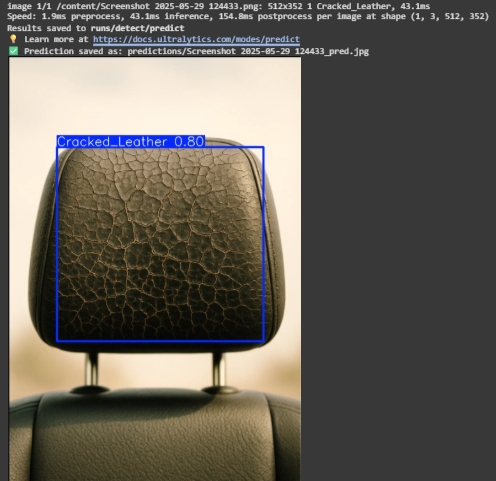 image 1/1 /content/Screenshot 2025-05-29 124433.png: 512x352 1 Cracked_Leather, 43.1ms
Speed: 1.9ms preprocess, 43.1ms inference, 154.8ms postprocess per image at shape (1, 3, 512, 352)
Results saved to runs/detect/predict
💡 Learn more at https://docs.ultralytics.com/modes/predict
✅ Prediction saved as: predictions/Screenshot 2025-05-29 124433_pred.jpg
Cracked_Leather 0.80